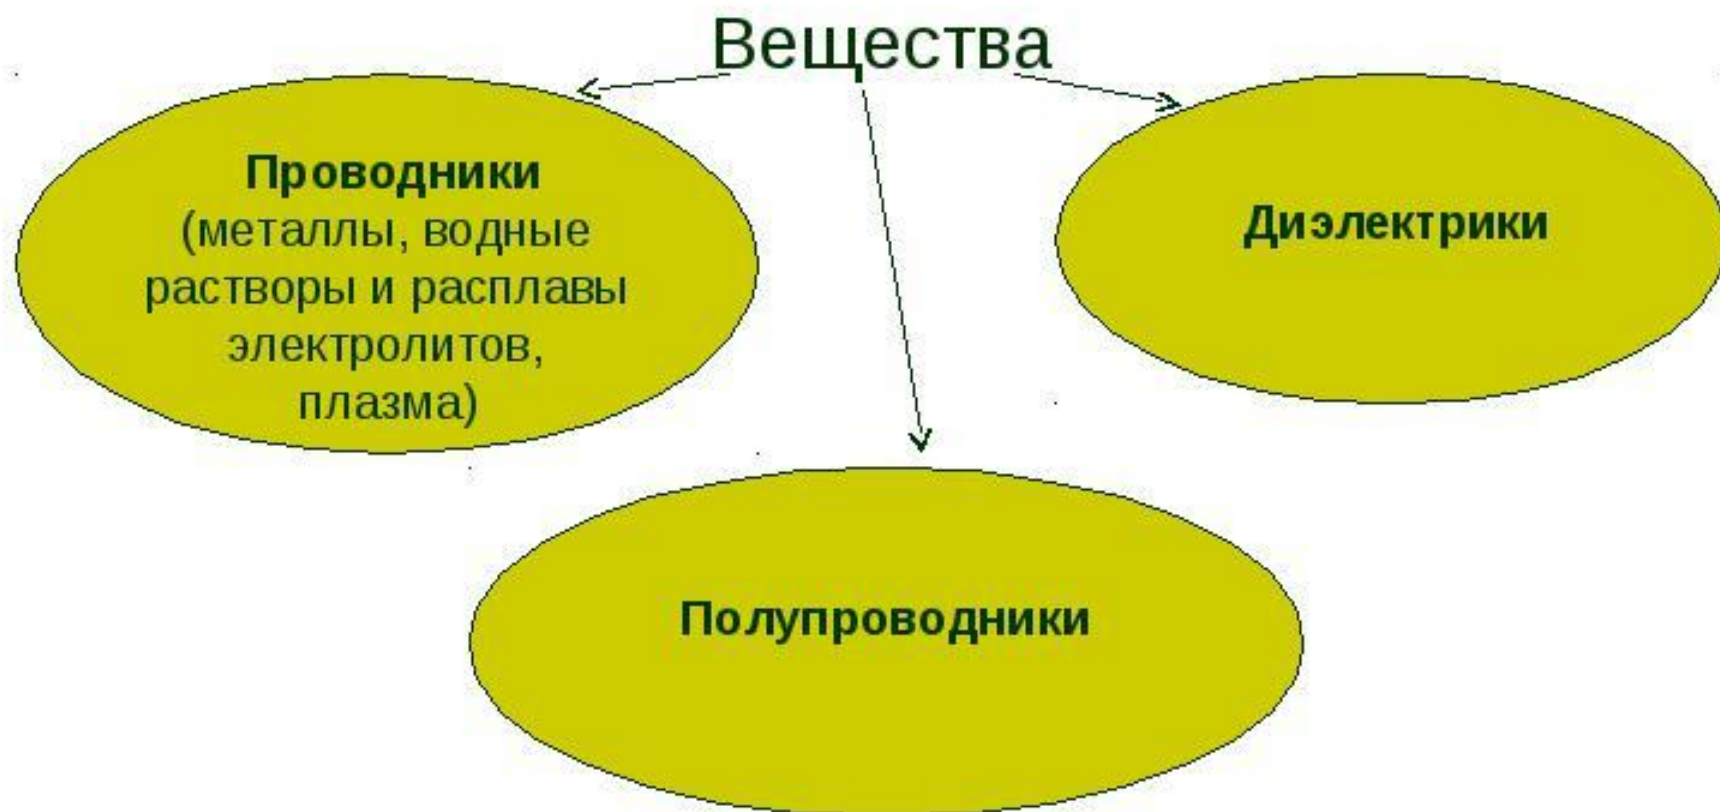 Вещества
Проводники
(металлы, водные
растворы и расплавы
электролитов,
плазма)
Диэлектрики
Полупроводники